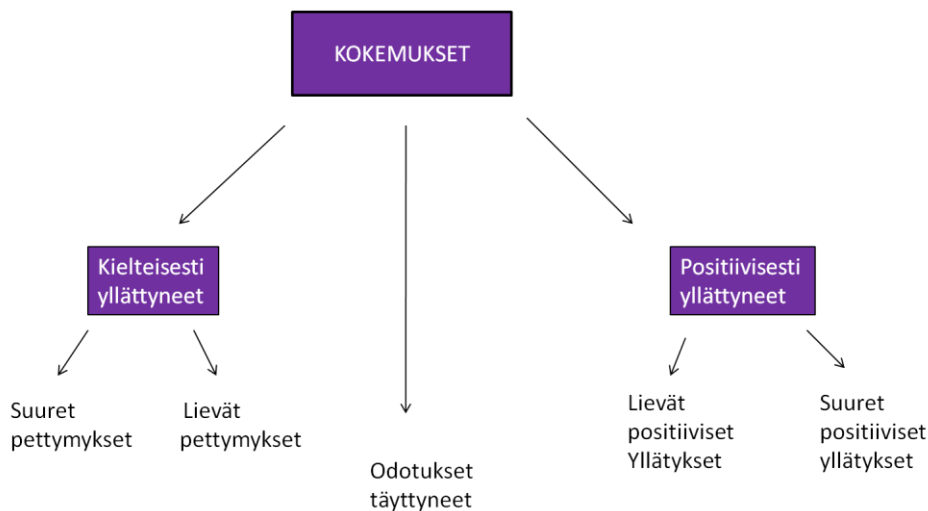 KOKEMUKSET
Kielteisesti
yllättyneet
Positiivisesti
yllättyneet
Suuret
pettymykset
Lievät
pettymykset
Odotukset
täyttyneet
Lievät
positiiviset
Yllätykset
Suuret
positiiviset
yllätykset